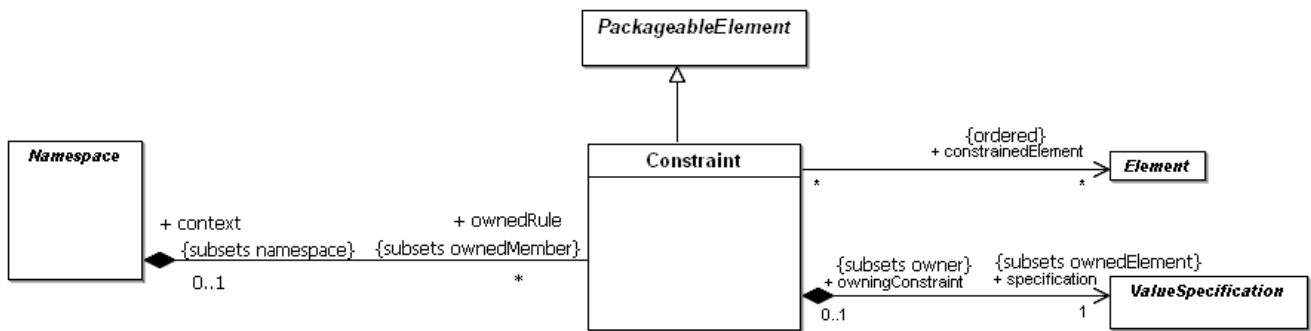 PackageableElement
Namespace
Constraint
{ordered}
+ constrainedElement
Element
*
*
+ context
+ ownedRule
{subsets namespace}
{subsets ownedMember}
0..1
*
{subsets owner}
{subsets ownedElement}
+ owningConstraint
+ specification
ValueSpecification
0..1
1